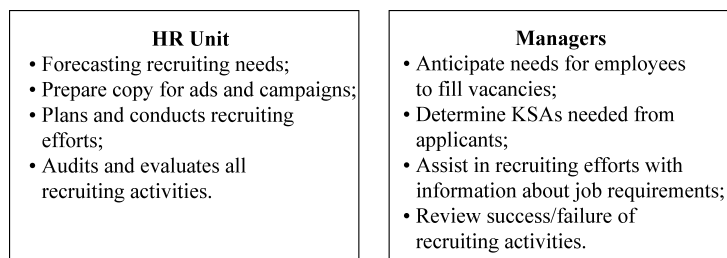 HR Unit
• Forecasting recruiting needs;
• Prepare copy for ads and campaigns;
• Plans and conducts recruiting
efforts;
• Audits and evaluates all
recruiting activities.
Managers
• Anticipate needs for employees
to fill vacancies;
• Determine KSAs needed from
applicants;
• Assist in recruiting efforts with
information about job requirements;
• Review success/failure of
recruiting activities.